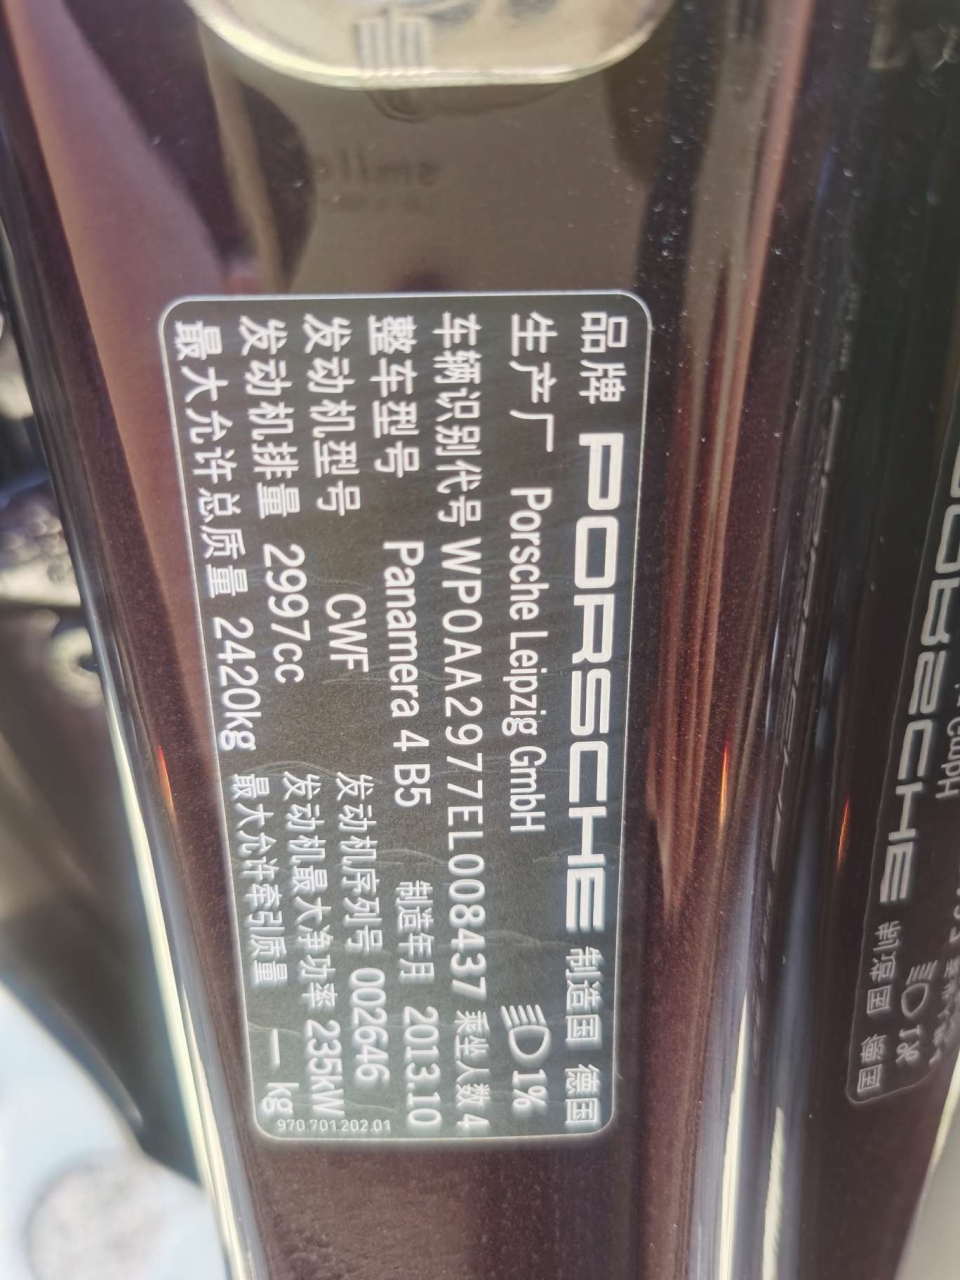 品牌 PORSCHE 制造国 德国
生产厂 Porsche Leipzig GmbH 1%
车辆识别代号 WP0AA2977EL008437 乘坐人数 4
整车型号 Panamera 4 B5 制造年月 2013.10
发动机型号 CWF 发动机序列号 002646
发动机排量 2997cc 发动机最大净功率 235kW
最大允许总质量 2420kg 最大允许牵引质量 — kg
970.701.202.01